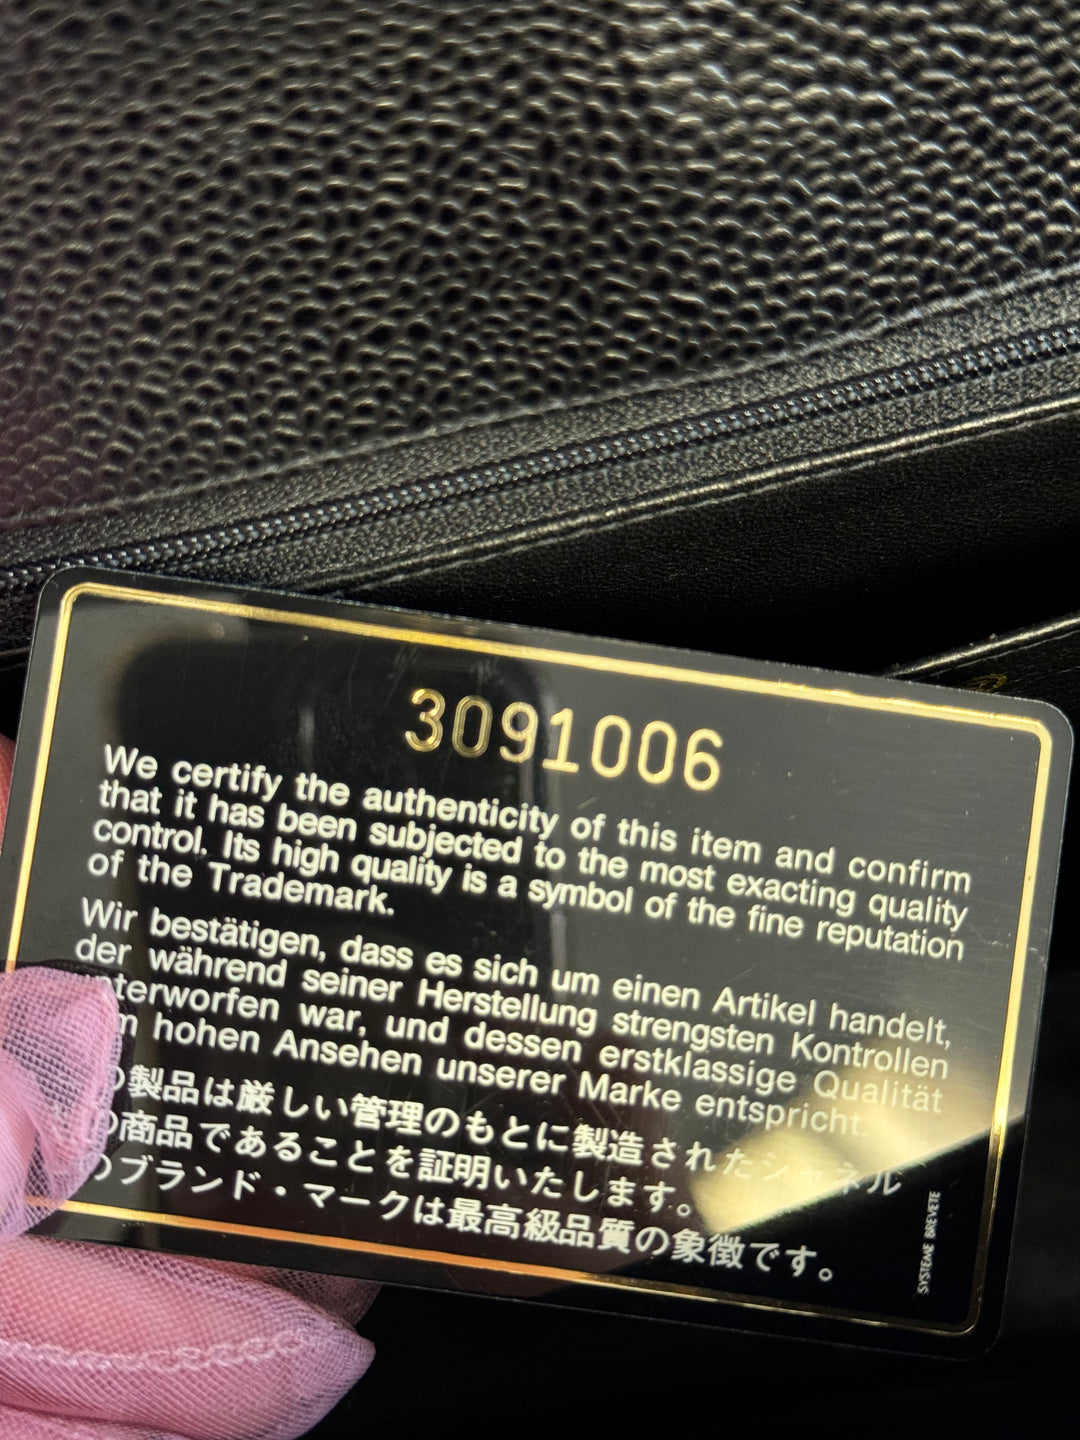 3091006
We certify the authenticity of this item and confirm
that it has been subjected to the most exacting quality
control. Its high quality is a symbol of the fine reputation
of the Trademark.
Wir bestätigen, dass es sich um einen Artikel handelt,
der während seiner Herstellung strengsten Kontrollen
unterworfen war, und dessen erstklassige Qualität
hohen Ansehen unserer Marke entspricht.
製品は厳しい管理のもとに製造されたシャネル
の商品であることを証明いたします。
のブランド・マークは最高級品質の象徴です。
SYSTEME BREVETE